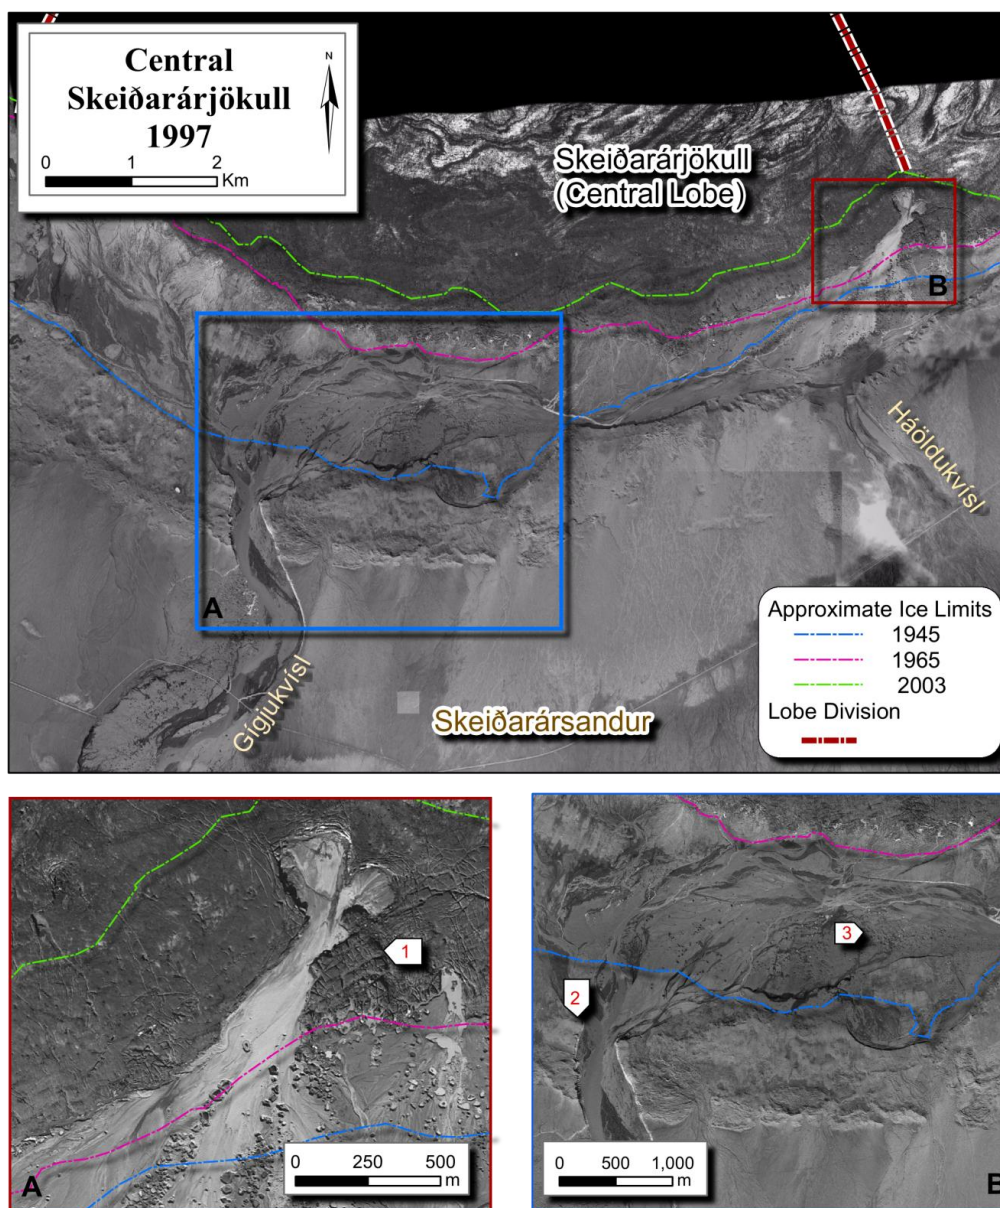 Central
Skeiðarárjökull
1997
N
0 1 2
Km
Skeiðarárjökull
(Central Lobe)
B
A
Háöldukvísl
Gígjukvísl
Skeiðarársandur
Approximate Ice Limits
1945
1965
2003
Lobe Division
1
A
0 250 500
m
3
2
0 500 1,000
m
B